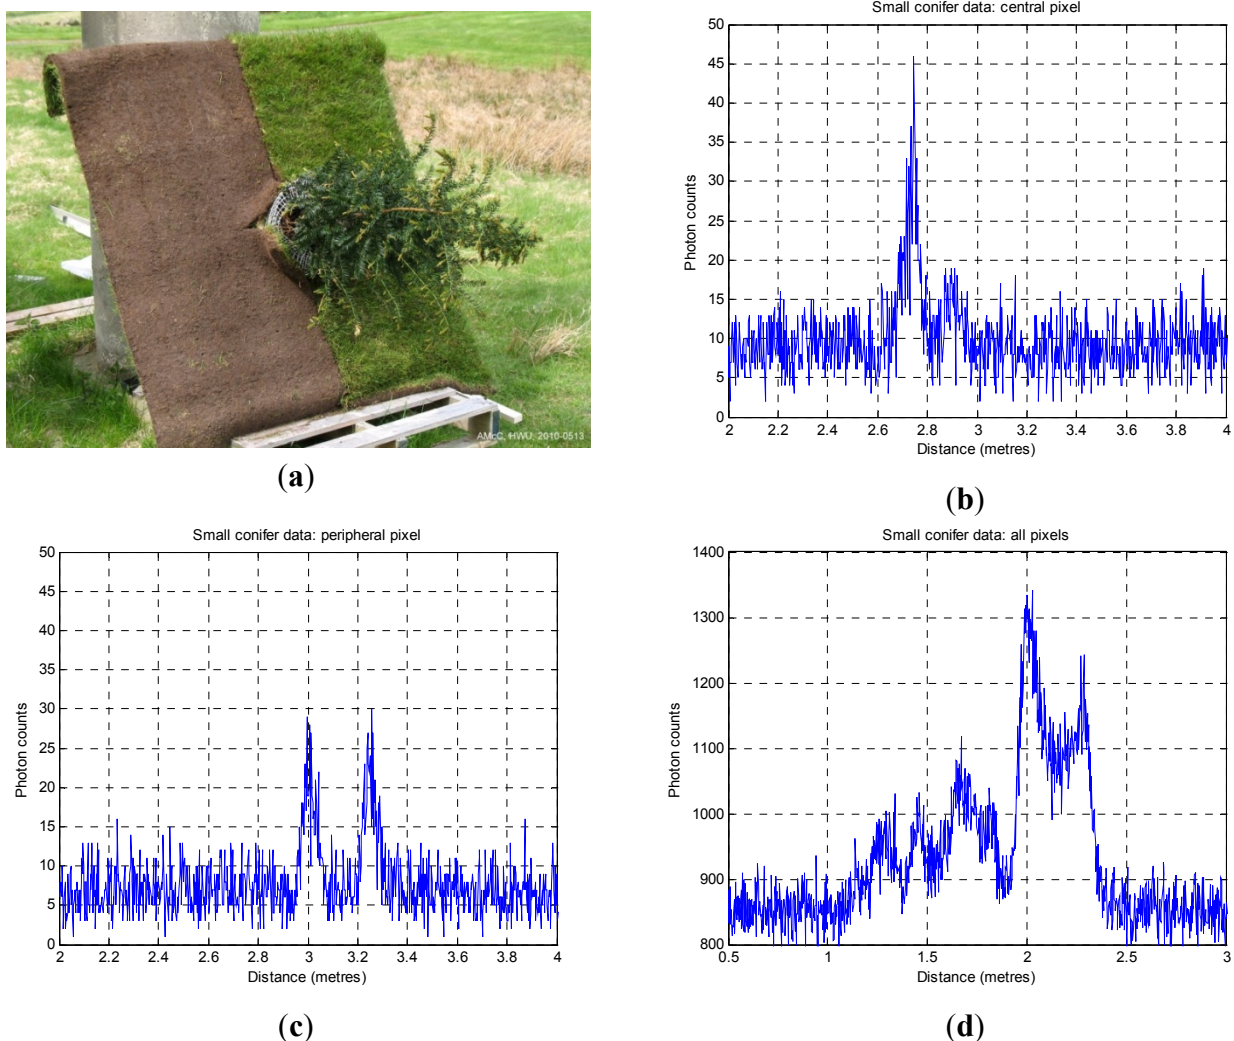 Small conifer data: central pixel
50
45
40
35
30
25
20
15
10
5
0
Photon counts
2 2.2 2.4 2.6 2.8 3 3.2 3.4 3.6 3.8 4
Distance (metres)
AMcC, HWU, 2010-0513
(a)
(b)
Small conifer data: peripheral pixel
50
45
40
35
30
25
20
15
10
5
0
Photon counts
2 2.2 2.4 2.6 2.8 3 3.2 3.4 3.6 3.8 4
Distance (metres)
(c)
Small conifer data: all pixels
1400
1300
1200
1100
1000
900
800
Photon counts
0.5 1 1.5 2 2.5 3
Distance (metres)
(d)